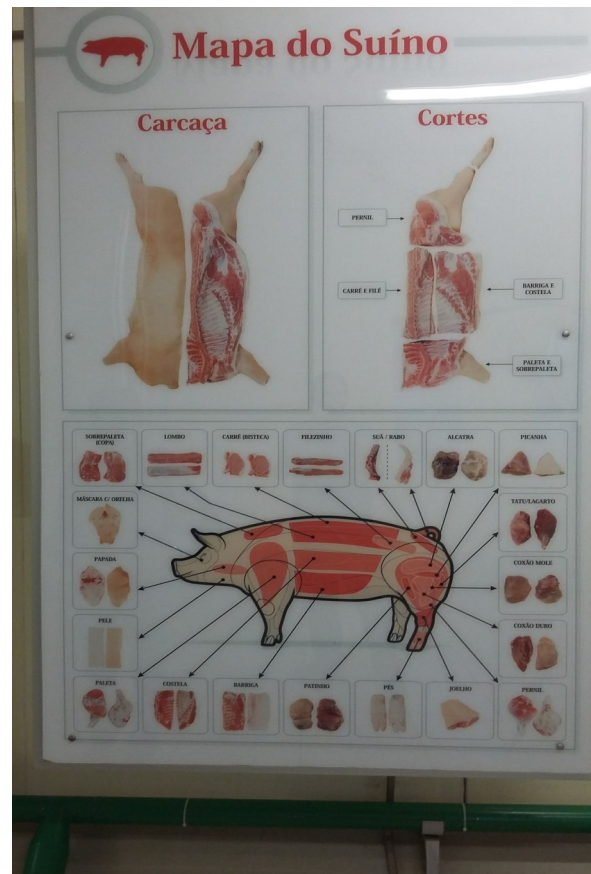 Mapa do Suíno
Carcaça
Cortes
PERNIL
CARRÉ E FILÉ
BARRIGA E
COSTELA
PALETA E
SOBREPALETA
SOBREPALETA
(COPA)
LOMBO
CARRÉ (BISTECA)
FILEZINHO
SUÃ / RABO
ALCATRA
PICANHA
MÁSCARA C/ ORELHA
YATU/LAGARTO
PAPADA
COXÃO MOLE
PELE
COXÃO DURO
PALETA
COSTELA
BARRIGA
PATINHO
PÉS
JOELHO
PERNIL